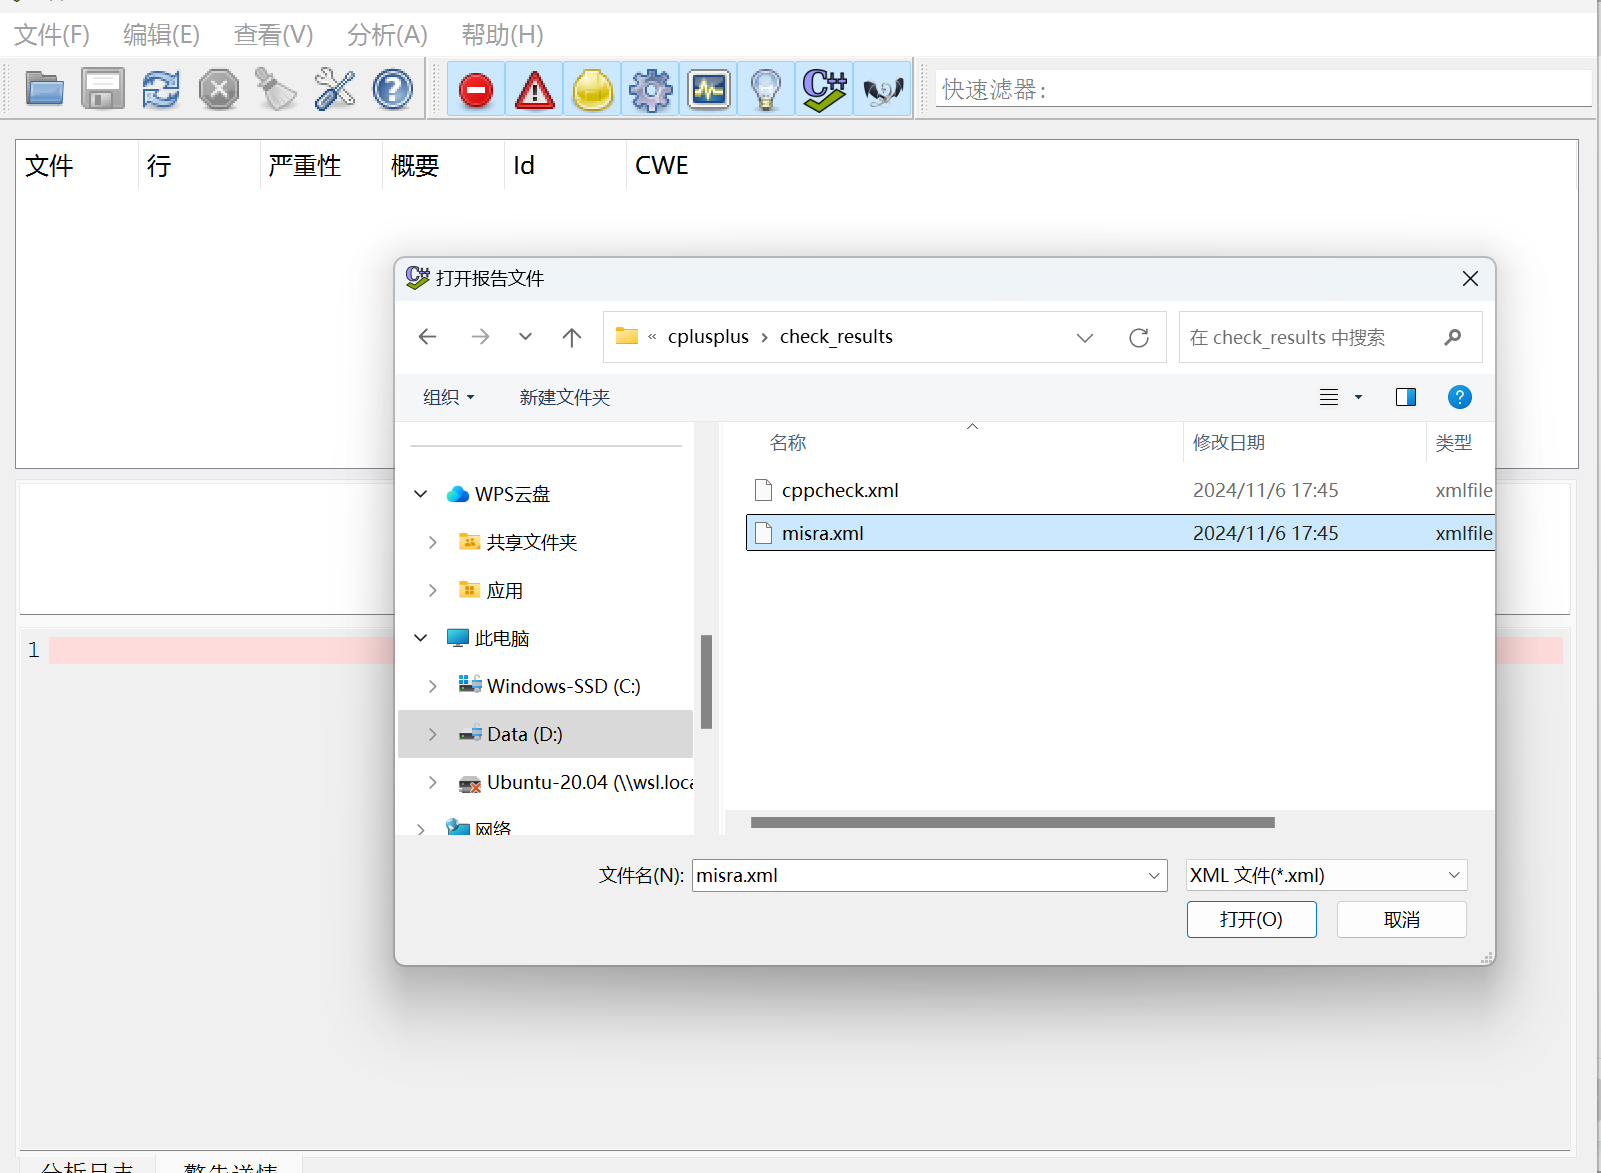 文件(F) 编辑(E) 查看(V) 分析(A) 帮助(H)
快速滤器：
文件 行 严重性 概要 Id CWE
打开报告文件
« cplusplus › check_results
在 check_results 中搜索
组织 新建文件夹
名称 修改日期 类型
WPS云盘
共享文件夹
应用
此电脑
Windows-SSD (C:)
Data (D:)
Ubuntu-20.04 (\\wsl.loca
网络
cppcheck.xml 2024/11/6 17:45 xmlfile
misra.xml 2024/11/6 17:45 xmlfile
1
文件名(N): misra.xml XML 文件(*.xml)
打开(O) 取消
分析日志 警告详情